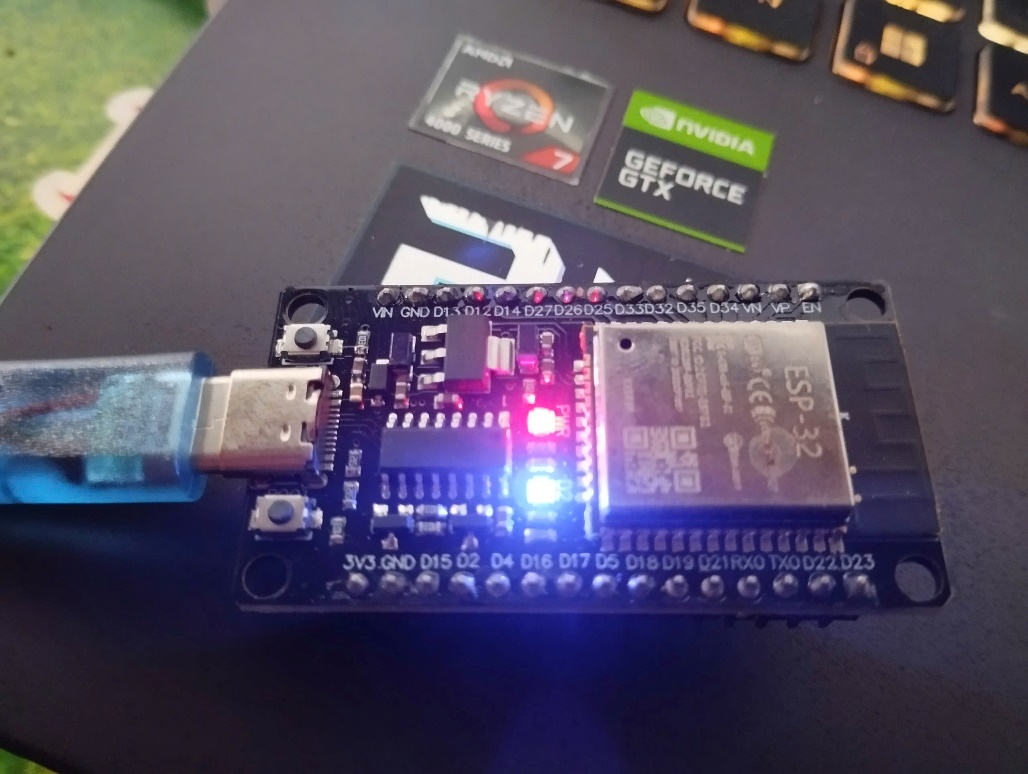 AMD
RYZEN
4000 SERIES
7
NVIDIA
GEFORCE
GTX
VIN GND D13 D12 D14 D27 D26 D25 D33 D32 D35 D34 VN VP EN
PWR
ESP-32
3V3 GND D15 D2 D4 D16 D17 D5 D18 D19 D21 RX0 TX0 D22 D23